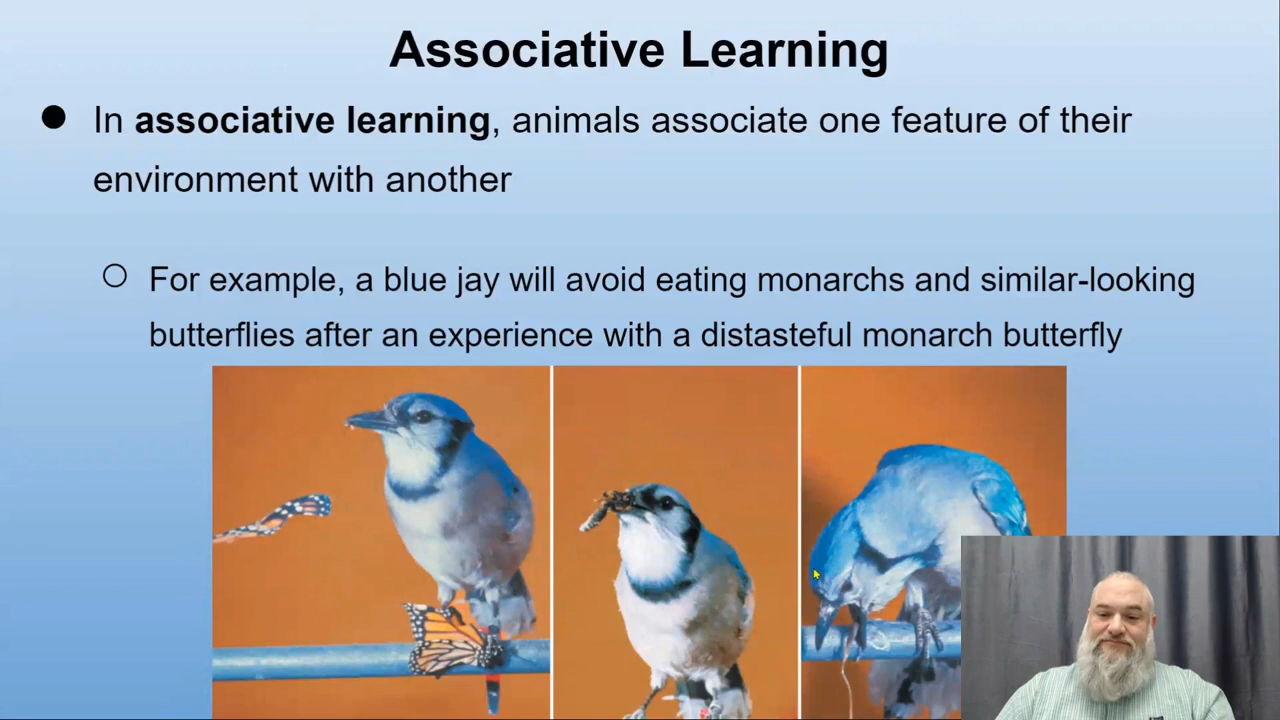 Associative Learning
In associative learning, animals associate one feature of their
environment with another
For example, a blue jay will avoid eating monarchs and similar-looking
butterflies after an experience with a distasteful monarch butterfly